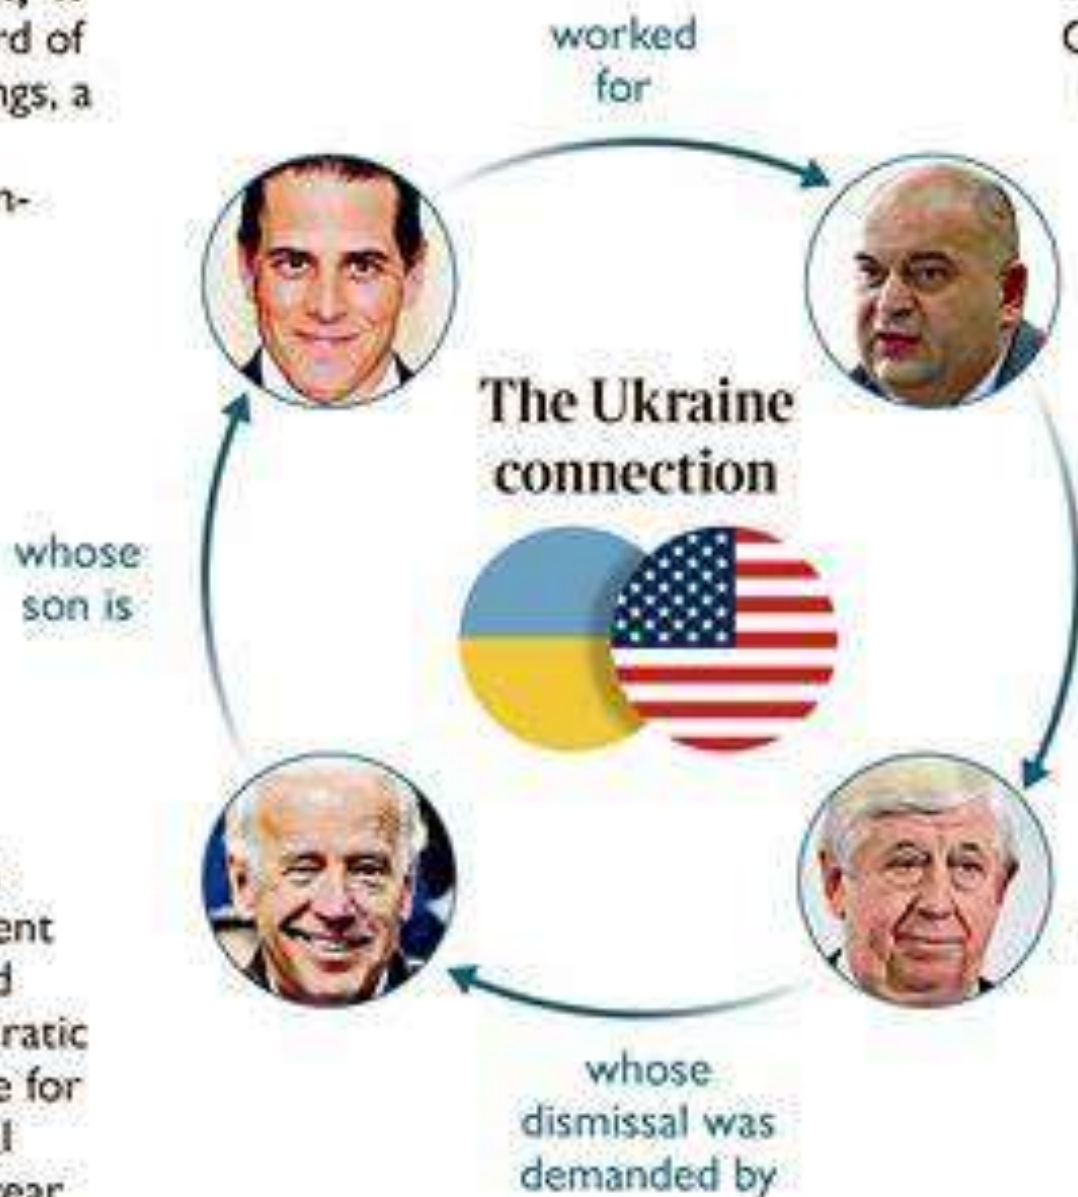 rd of
ngs, a
n-
worked
for
The Ukraine
connection
whose
son is
ent
d
ratic
e for
l
year
whose
dismissal was
demanded by